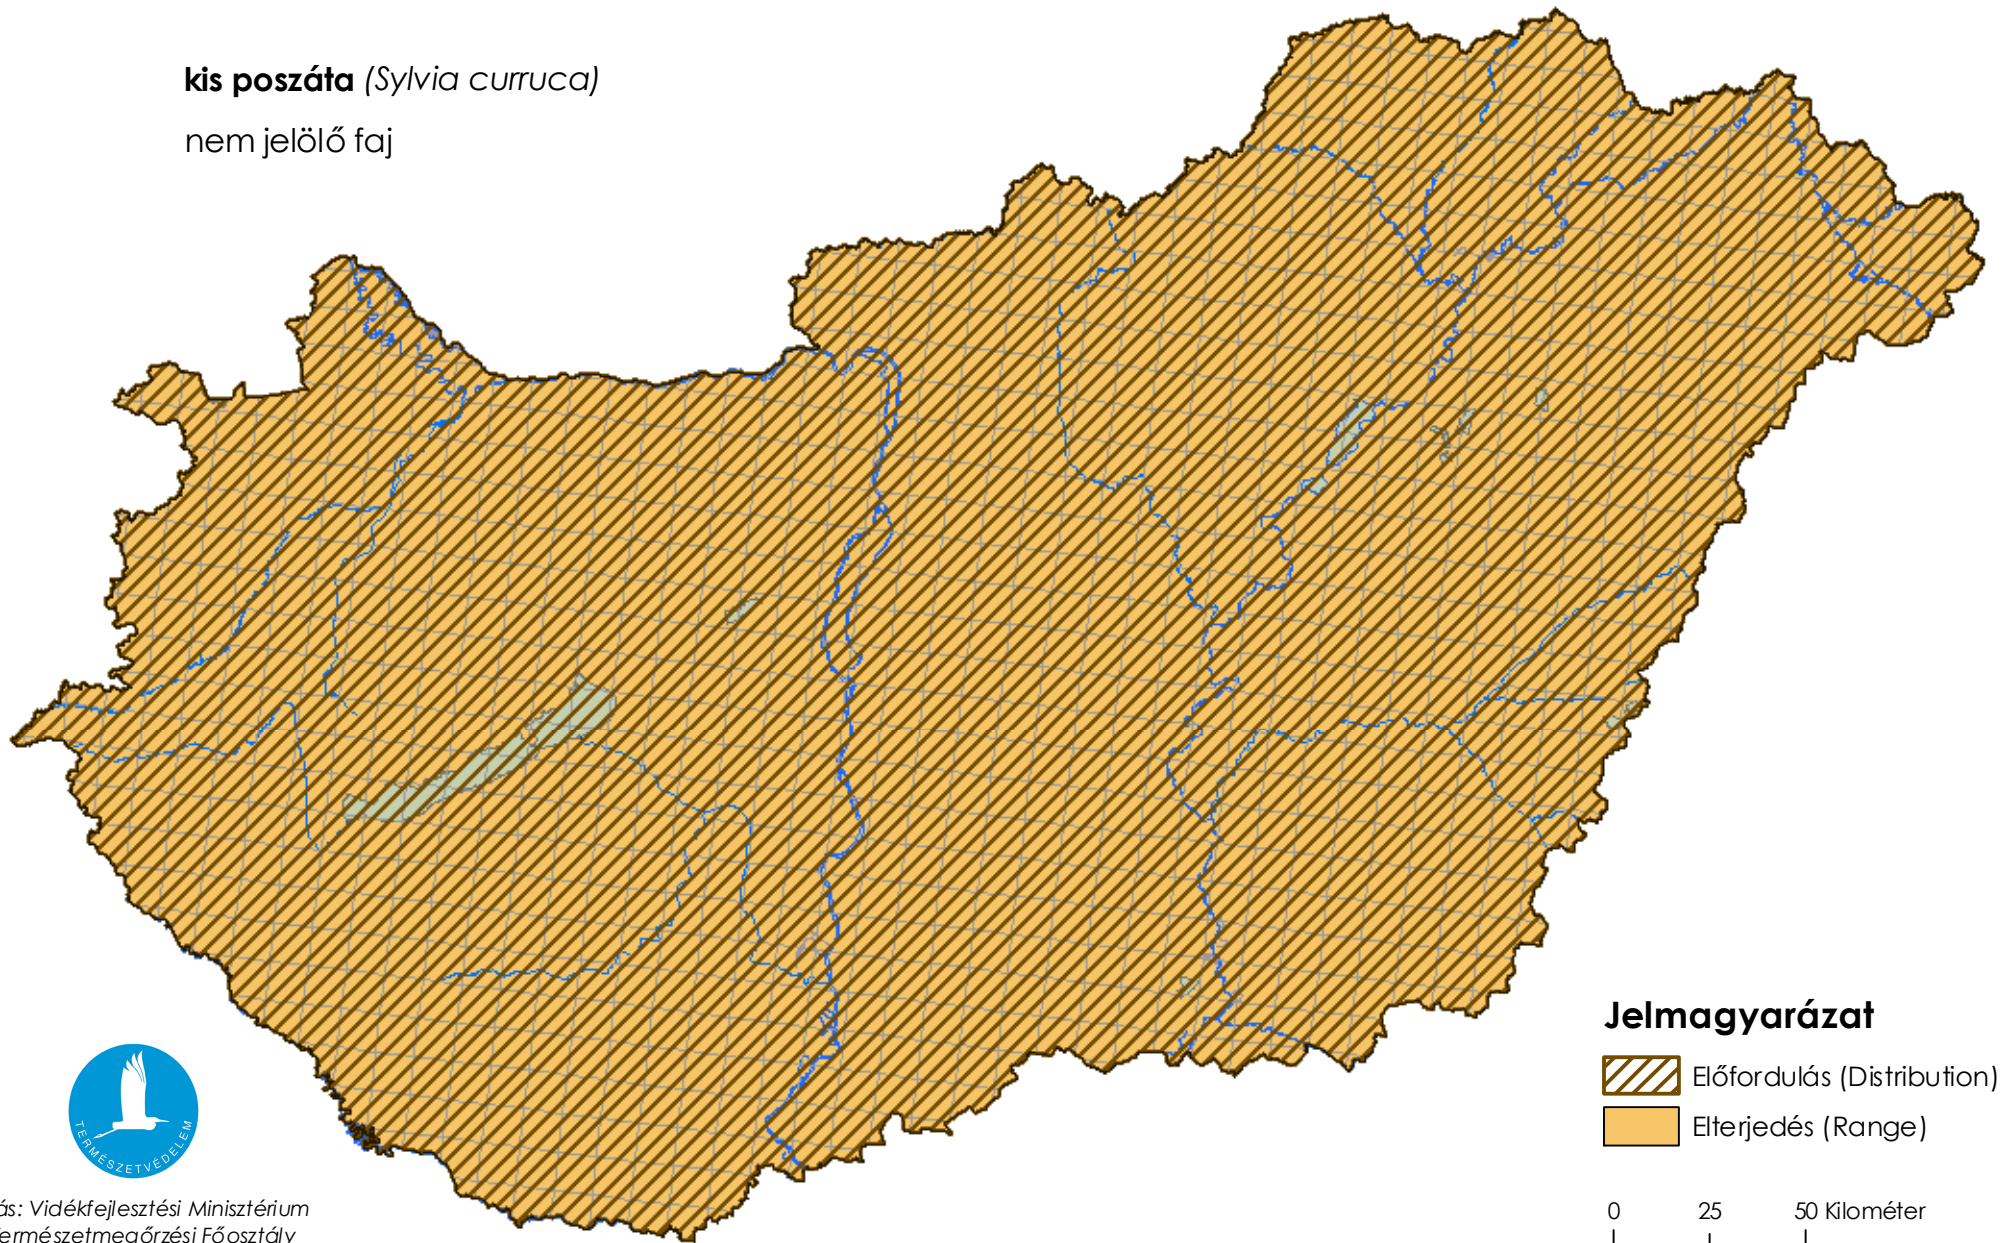 kis poszáta (Sylvia curruca)
nem jelölő faj
Jelmagyarázat
Előfordulás (Distribution)
Elterjedés (Range)
0 25 50 Kilométer
TERMÉSZETVÉDELEM
ás: Vidékfejlesztési Minisztérium
ermészetmegőrzési Főosztály